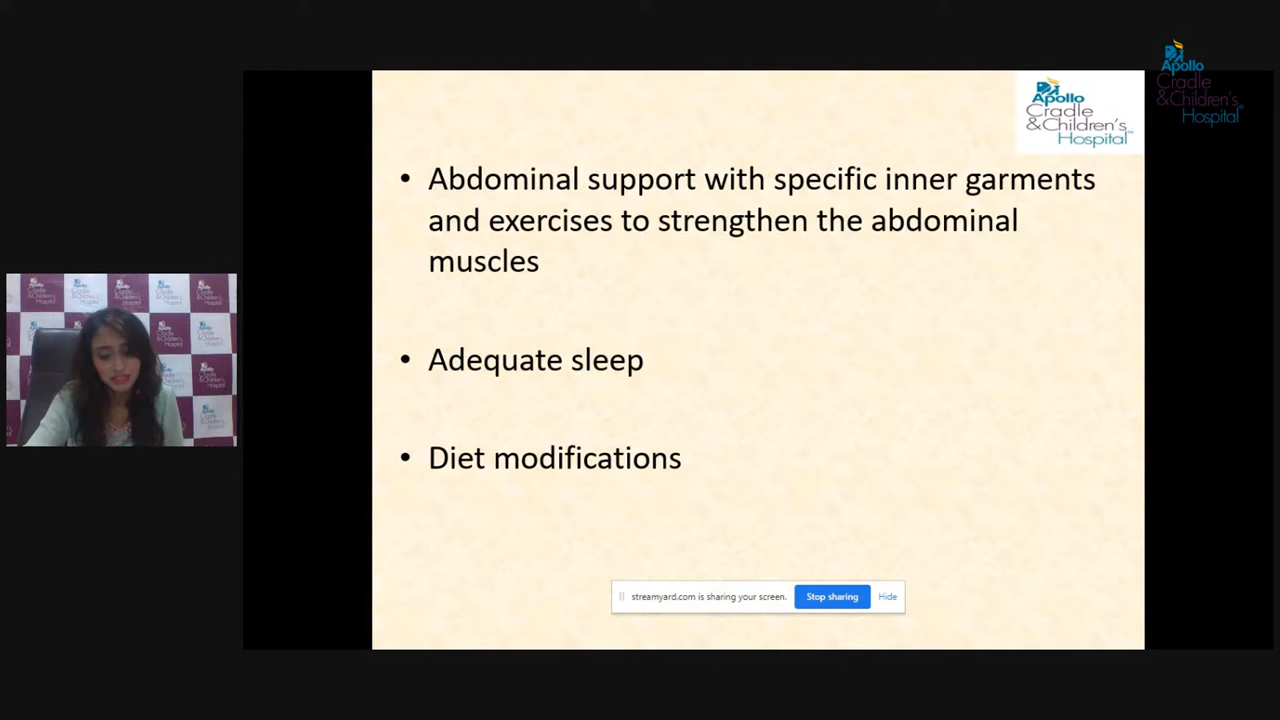 Apollo
Cradle
& Children's
Hospital
Apollo
Cradle
& Children's
Hospital
• Abdominal support with specific inner garments
and exercises to strengthen the abdominal
muscles
• Adequate sleep
• Diet modifications
streamyard.com is sharing your screen. Stop sharing Hide